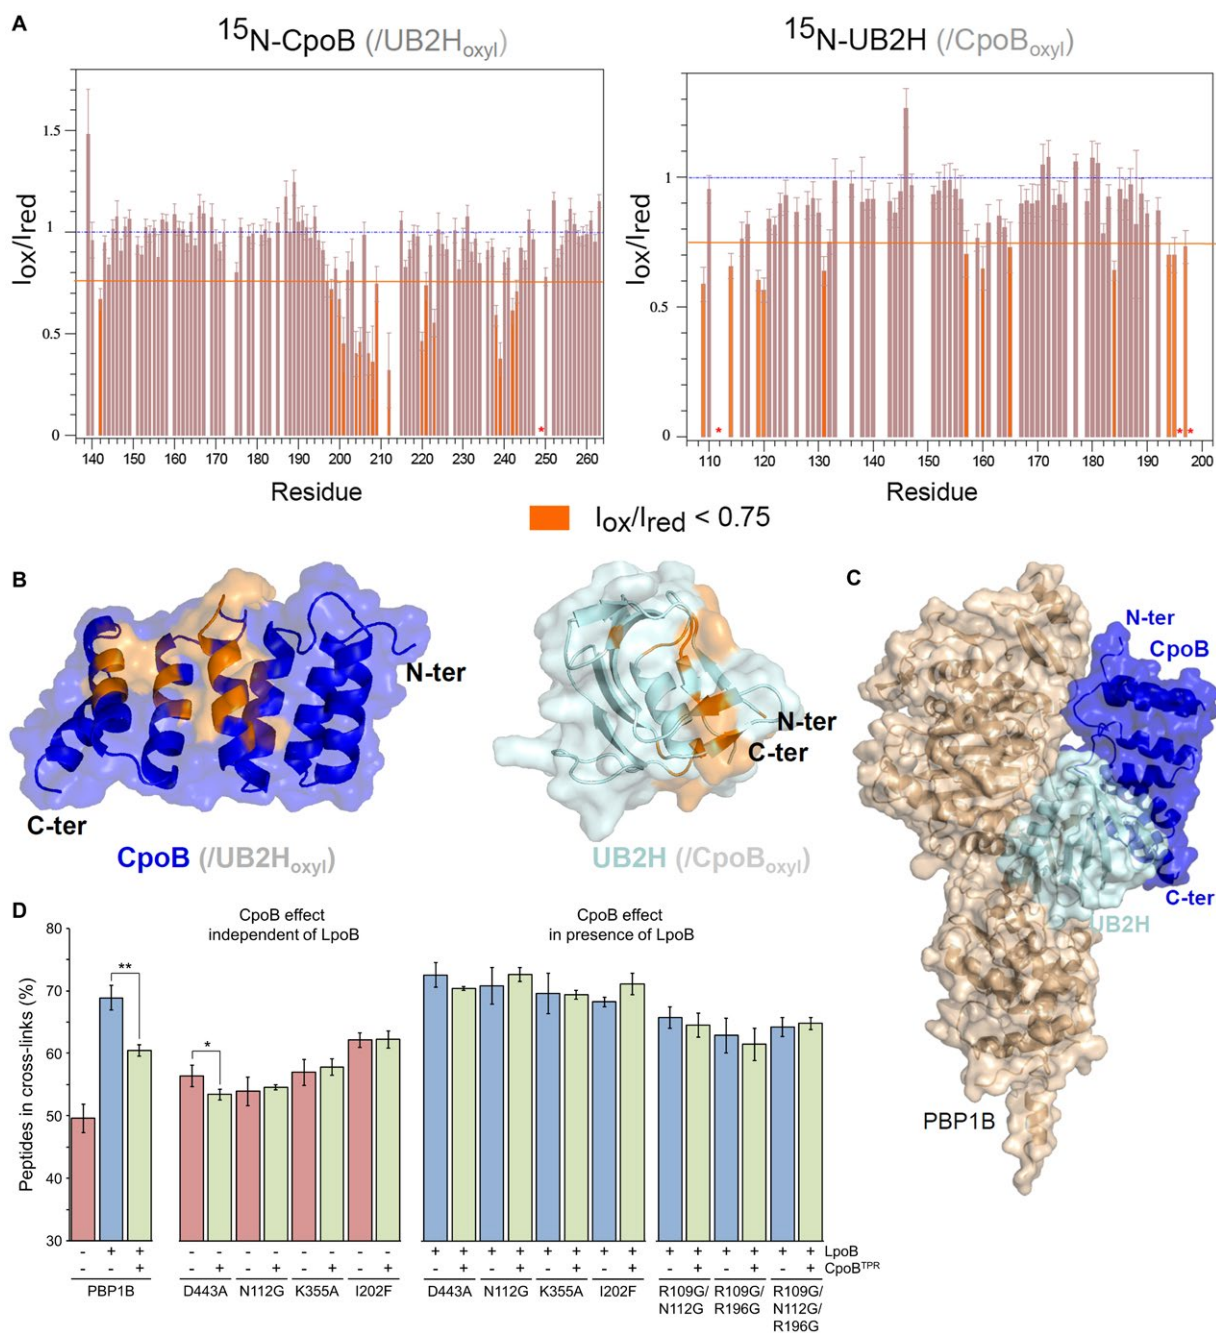 A
15N-CpoB (/UB2Hoxyl)
15N-UB2H (/CpoBoxyl)
Iox/Ired
1.5
1
0.5
0
140 150 160 170 180 190 200 210 220 230 240 250 260
*
Residue
Iox/Ired
1
0.5
0
110 120 130 140 150 160 170 180 190 200
* * *
Residue
Iox/Ired < 0.75
B
N-ter
C-ter
CpoB (/UB2Hoxyl)
N-ter
C-ter
UB2H (/CpoBoxyl)
C
N-ter
CpoB
C-ter
UB2H
PBP1B
D
CpoB effect
independent of LpoB
CpoB effect
in presence of LpoB
Peptides in cross-links (%)
80
70
60
50
40
30
**
*
- + + - - - - - - - - + + + + + + + + + + + + + + LpoB
- - + - + - + - + - + - + - + - + - + - + - + - + CpoBTPR
PBP1B D443A N112G K355A I202F D443A N112G K355A I202F R109G/ R109G/ R109G/
N112G R196G N112G/
R196G